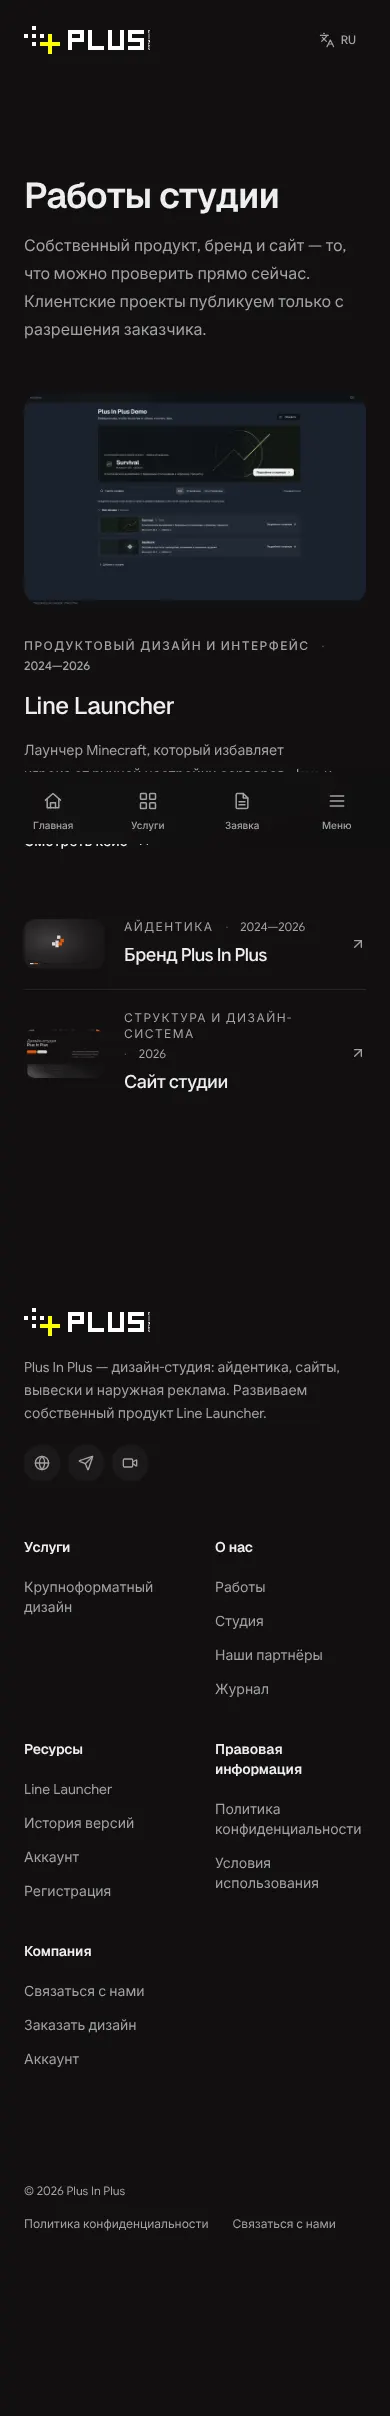 PLUS
RU
Работы студии
Собственный продукт, бренд и сайт — то,
что можно проверить прямо сейчас.
Клиентские проекты публикуем только с
разрешения заказчика.
Plus In Plus Demo
Survival
ПРОДУКТОВЫЙ ДИЗАЙН И ИНТЕРФЕЙС ·
2024—2026
Line Launcher
Лаунчер Minecraft, который избавляет
Главная
Услуги
Заявка
Меню
АЙДЕНТИКА · 2024—2026
Бренд Plus In Plus
СТРУКТУРА И ДИЗАЙН-
СИСТЕМА
· 2026
Сайт студии
PLUS
Plus In Plus — дизайн-студия: айдентика, сайты,
вывески и наружная реклама. Развиваем
собственный продукт Line Launcher.
Услуги
Крупноформатный
дизайн
О нас
Работы
Студия
Наши партнёры
Журнал
Ресурсы
Line Launcher
История версий
Аккаунт
Регистрация
Правовая
информация
Политика
конфиденциальности
Условия
использования
Компания
Связаться с нами
Заказать дизайн
Аккаунт
© 2026 Plus In Plus
Политика конфиденциальности
Связаться с нами